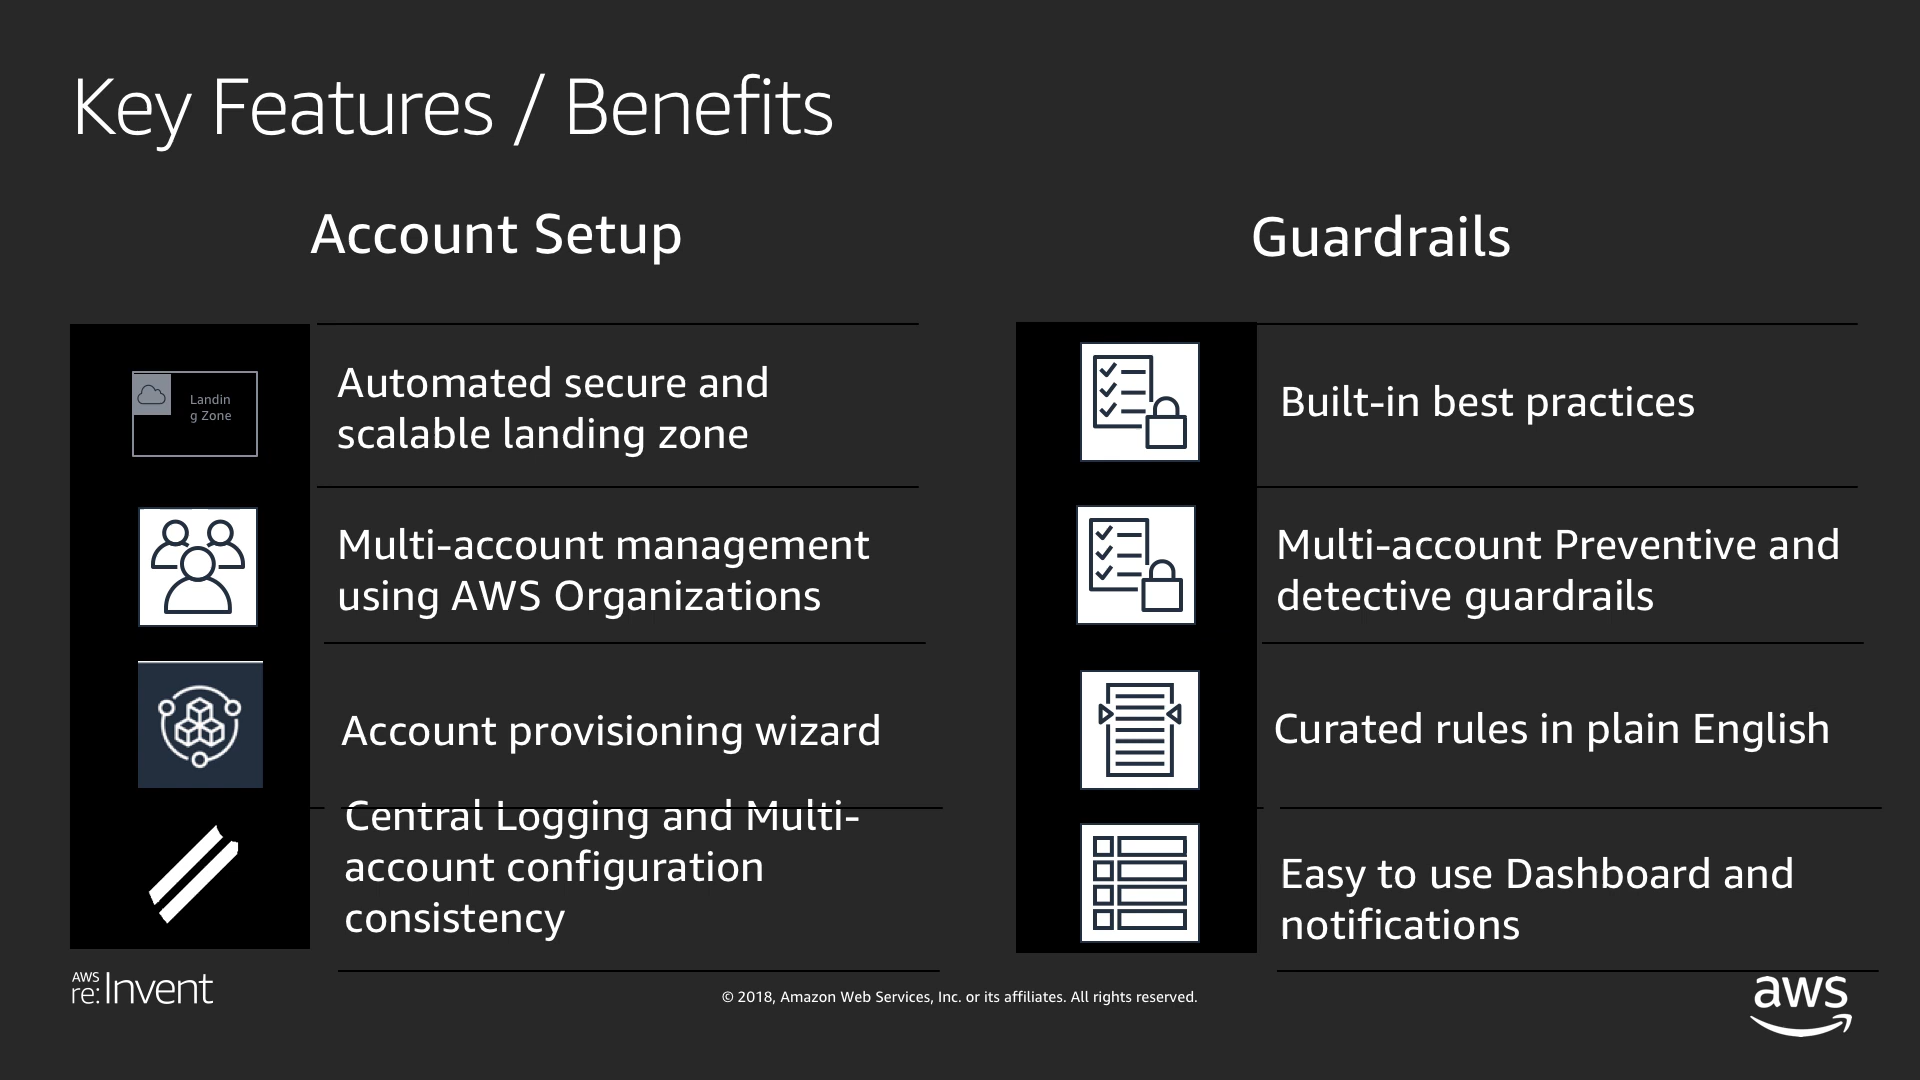 Key Features / Benefits
Account Setup
Landin
g Zone
Automated secure and
scalable landing zone
Multi-account management
using AWS Organizations
Account provisioning wizard
Central Logging and Multi-
account configuration
consistency
Guardrails
Built-in best practices
Multi-account Preventive and
detective guardrails
Curated rules in plain English
Easy to use Dashboard and
notifications
AWS
re:Invent
© 2018, Amazon Web Services, Inc. or its affiliates. All rights reserved.
aws